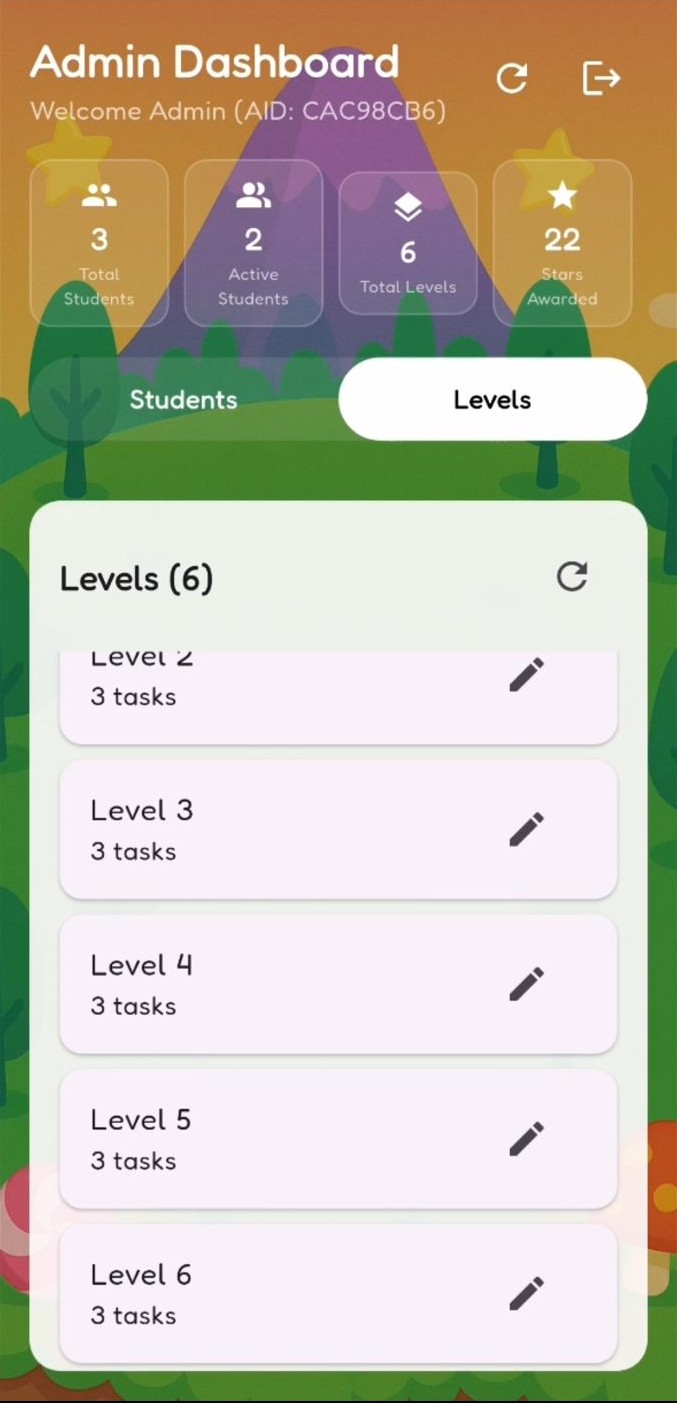 Admin Dashboard
Welcome Admin (AID: CAC98CB6)
3
Total
Students
2
Active
Students
6
Total Levels
22
Stars
Awarded
Students
Levels
Levels (6)
Level 2
3 tasks
Level 3
3 tasks
Level 4
3 tasks
Level 5
3 tasks
Level 6
3 tasks